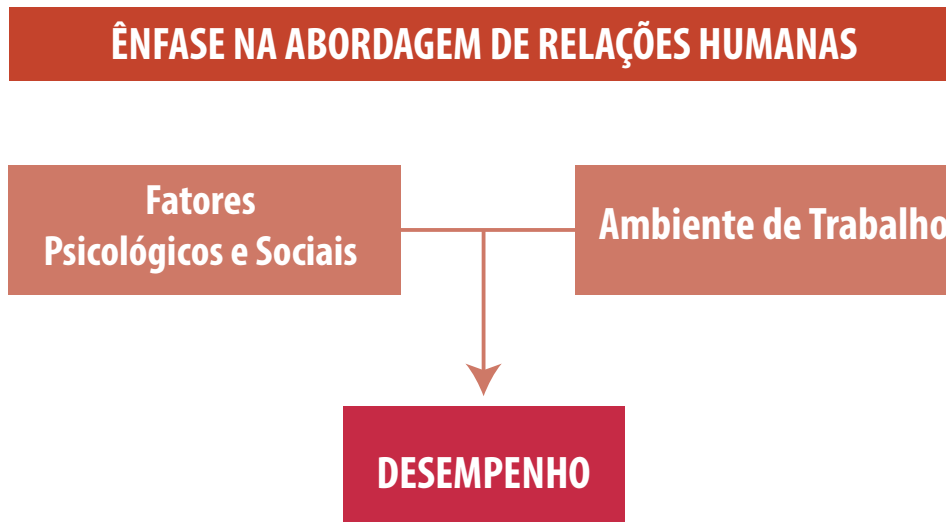 ÊNFASE NA ABORDAGEM DE RELAÇÕES HUMANAS
Fatores
Psicológicos e Sociais
Ambiente de Trabalho
DESEMPENHO